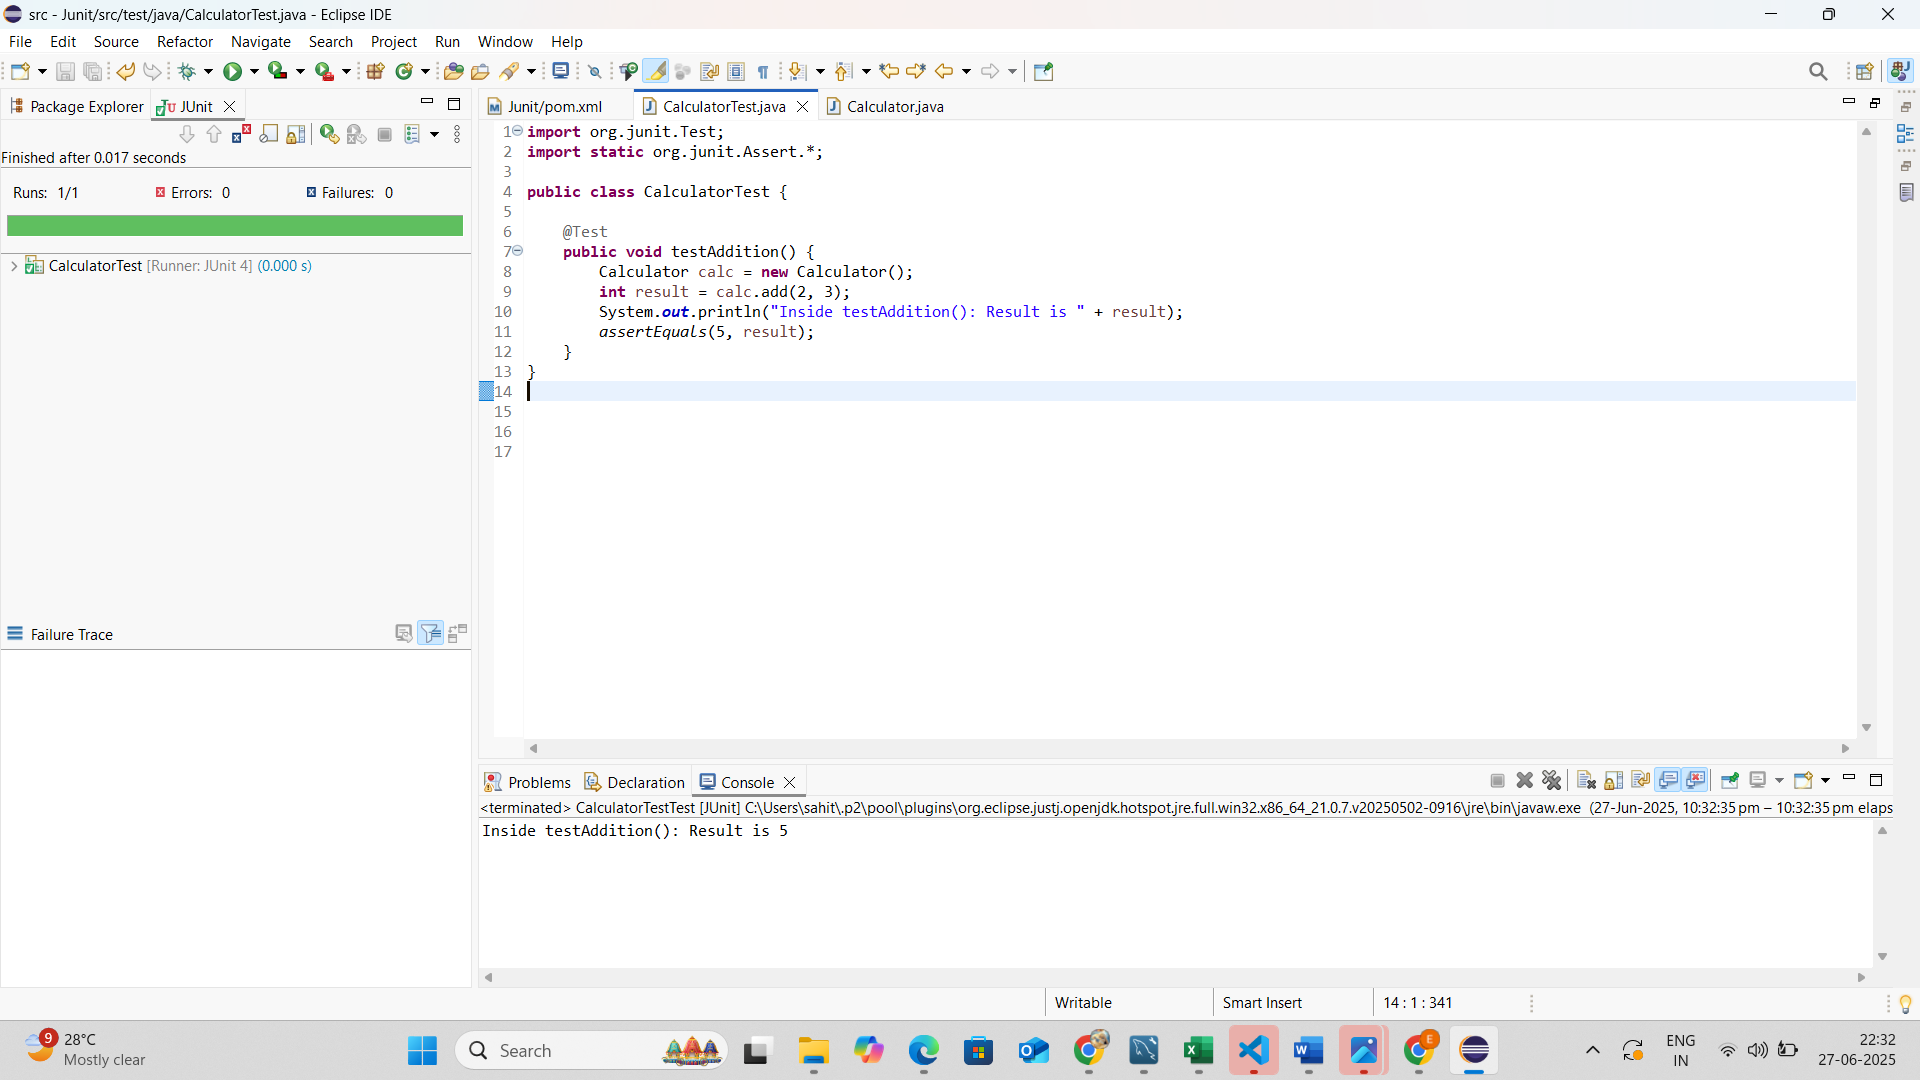 src - Junit/src/test/java/CalculatorTest.java - Eclipse IDE
File Edit Source Refactor Navigate Search Project Run Window Help
Package Explorer JUnit
Finished after 0.017 seconds
Runs: 1/1 Errors: 0 Failures: 0
CalculatorTest [Runner: JUnit 4] (0.000 s)
Failure Trace
Junit/pom.xml CalculatorTest.java Calculator.java
1 import org.junit.Test;
2 import static org.junit.Assert.*;
3
4 public class CalculatorTest {
5
6 @Test
7 public void testAddition() {
8 Calculator calc = new Calculator();
9 int result = calc.add(2, 3);
10 System.out.println("Inside testAddition(): Result is " + result);
11 assertEquals(5, result);
12 }
13 }
14
15
16
17
Problems Declaration Console
<terminated> CalculatorTestTest [JUnit] C:\Users\sahit\.p2\pool\plugins\org.eclipse.justj.openjdk.hotspot.jre.full.win32.x86_64_21.0.7.v20250502-0916\jre\bin\javaw.exe (27-Jun-2025, 10:32:35 pm – 10:32:35 pm elaps
Inside testAddition(): Result is 5
Writable Smart Insert 14 : 1 : 341
9
28°C
Mostly clear
Search
E
ENG
IN
22:32
27-06-2025